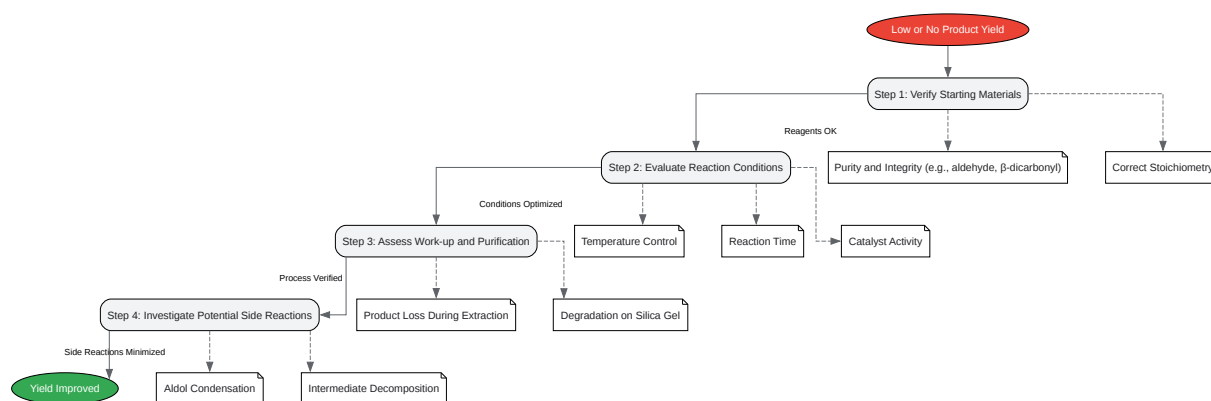 Low or No Product Yield
Step 1: Verify Starting Materials
Reagents OK
Step 2: Evaluate Reaction Conditions
Purity and Integrity (e.g., aldehyde, β-dicarbonyl)
Correct Stoichiometry
Conditions Optimized
Step 3: Assess Work-up and Purification
Temperature Control
Reaction Time
Catalyst Activity
Process Verified
Step 4: Investigate Potential Side Reactions
Product Loss During Extraction
Degradation on Silica Gel
Side Reactions Minimized
Yield Improved
Aldol Condensation
Intermediate Decomposition